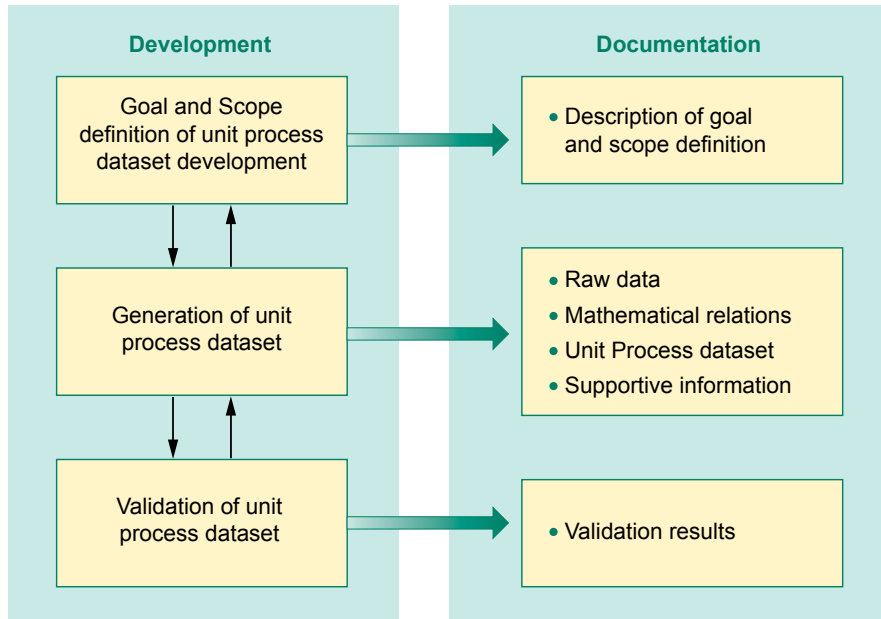 Development
Goal and Scope
definition of unit process
dataset development
Generation of unit
process dataset
Validation of unit
process dataset
Documentation
• Description of goal
and scope definition
• Raw data
• Mathematical relations
• Unit Process dataset
• Supportive information
• Validation results